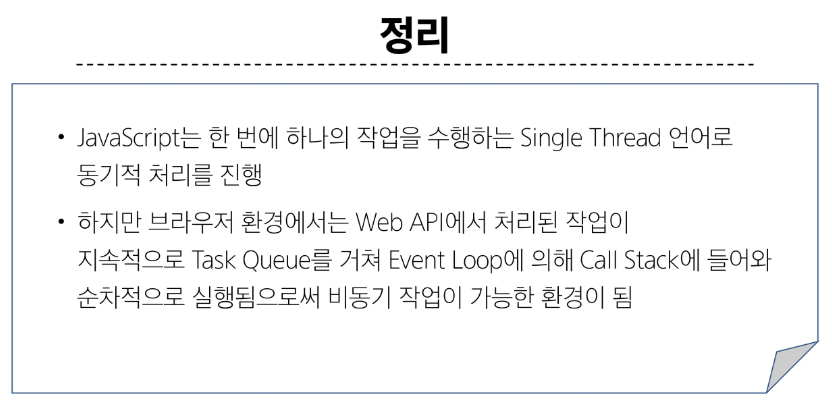 정리
• JavaScript는 한 번에 하나의 작업을 수행하는 Single Thread 언어로
동기적 처리를 진행
• 하지만 브라우저 환경에서는 Web API에서 처리된 작업이
지속적으로 Task Queue를 거쳐 Event Loop에 의해 Call Stack에 들어와
순차적으로 실행됨으로써 비동기 작업이 가능한 환경이 됨